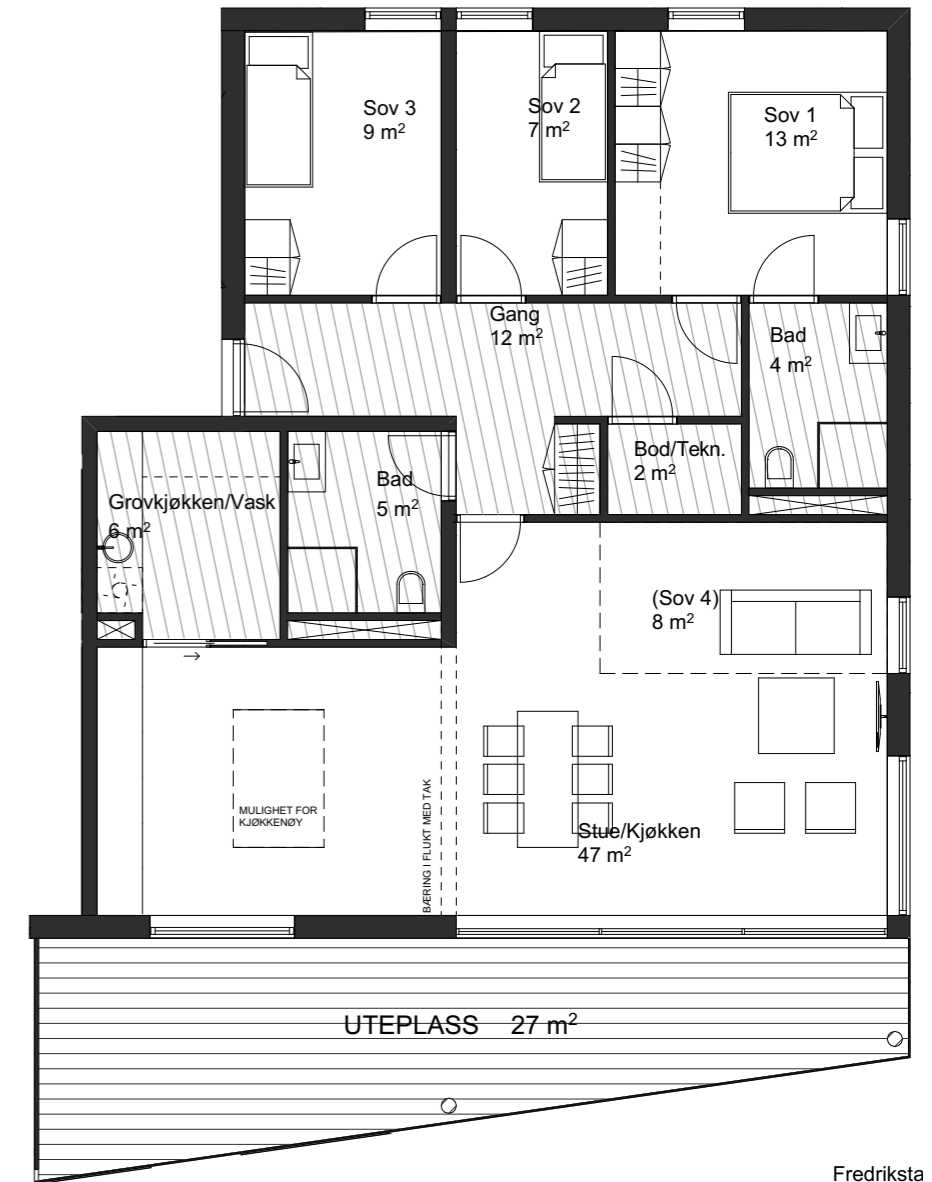 Sov 3
9 m²
Sov 2
7 m²
Sov 1
13 m²
Gang
12 m²
Bad
4 m²
Bod/Tekn.
2 m²
Grovkjøkken/Vask
6 m²
Bad
5 m²
(Sov 4)
8 m²
MULIGHET FOR
KJØKKENØY
BÆRING I FLUKT MED TAK
Stue/Kjøkken
47 m²
UTEPLASS 27 m²
Fredriksta